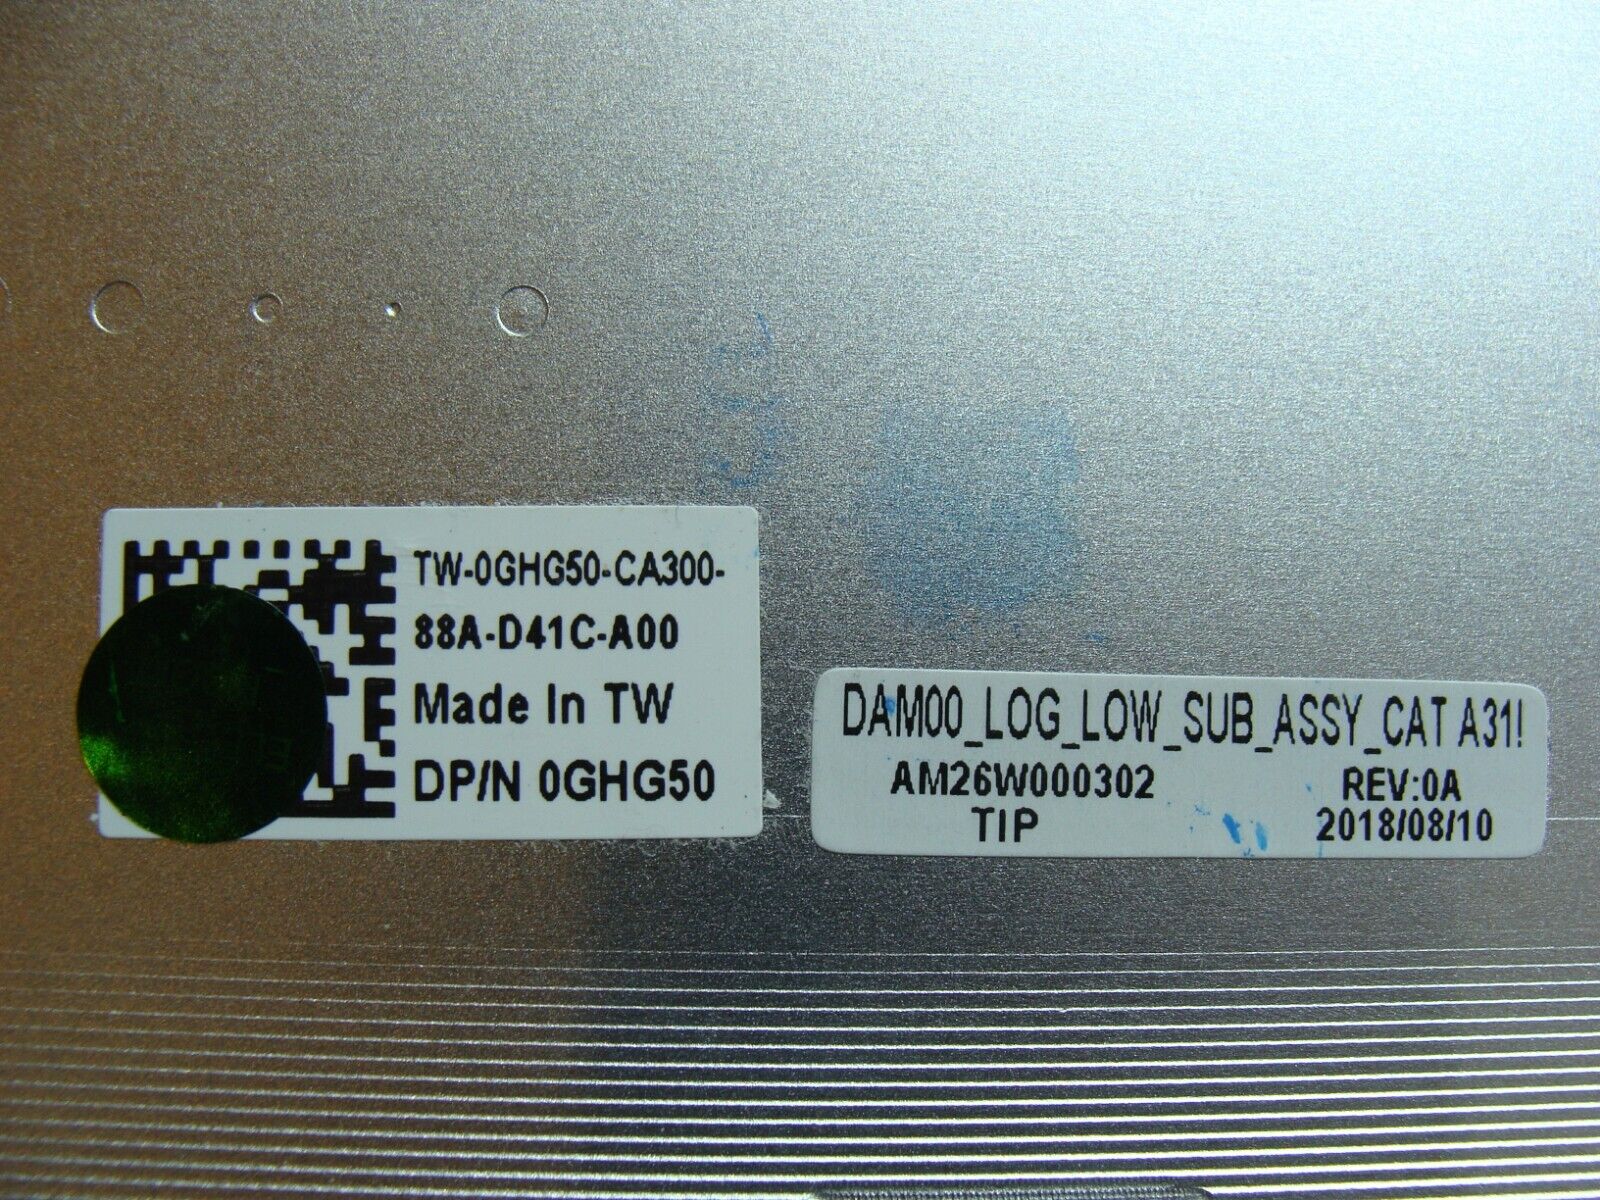 TW-0GHG50-CA300-
88A-D41C-A00
Made In TW
DP/N 0GHG50
DAM00_LOG_LOW_SUB_ASSY_CAT A31!
AM26W000302 REV:0A
TIP 2018/08/10